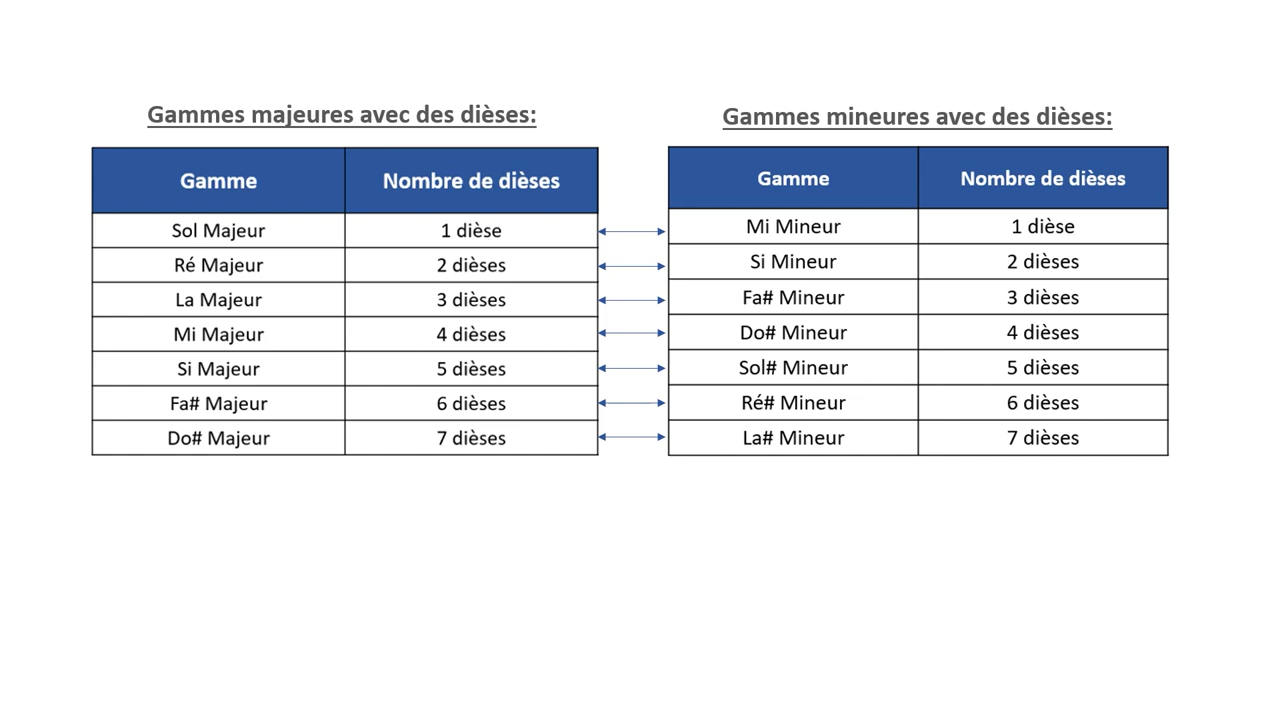 Gammes majeures avec des dièses:
Gamme Nombre de dièses
Sol Majeur 1 dièse
Ré Majeur 2 dièses
La Majeur 3 dièses
Mi Majeur 4 dièses
Si Majeur 5 dièses
Fa# Majeur 6 dièses
Do# Majeur 7 dièses
Gammes mineures avec des dièses:
Gamme Nombre de dièses
Mi Mineur 1 dièse
Si Mineur 2 dièses
Fa# Mineur 3 dièses
Do# Mineur 4 dièses
Sol# Mineur 5 dièses
Ré# Mineur 6 dièses
La# Mineur 7 dièses